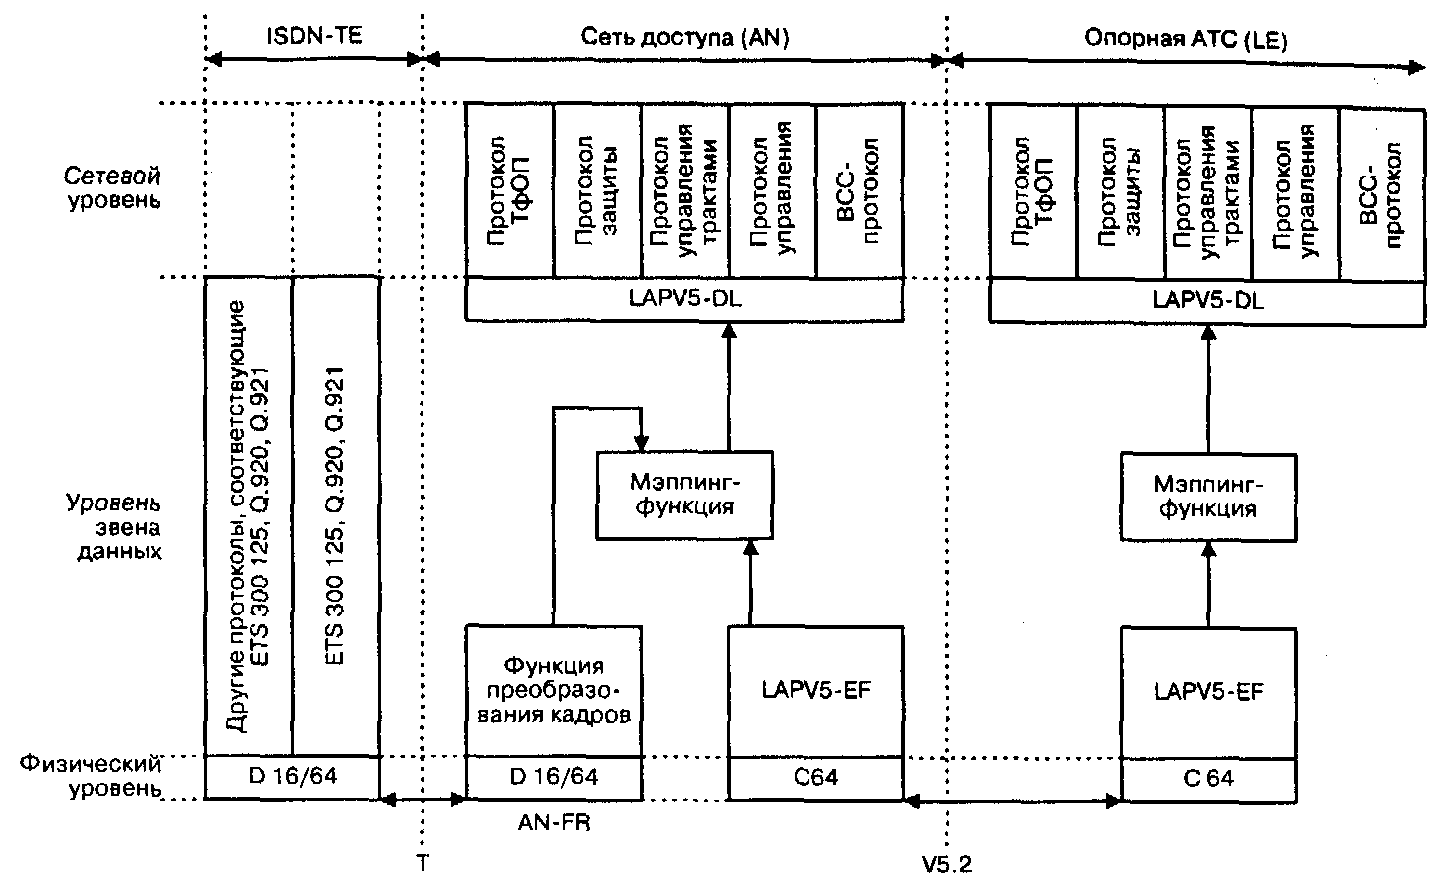 ISDN-TE
Сеть доступа (AN)
Опорная АТС (LE)
Сетевой
уровень
Протокол
ТфОП
Протокол
защиты
Протокол
управления
трактами
Протокол
управления
ВСС-
протокол
Протокол
ТфОП
Протокол
защиты
Протокол
управления
трактами
Протокол
управления
ВСС-
протокол
LAPV5-DL
LAPV5-DL
Уровень
звена
данных
Другие протоколы, соответствующие
ETS 300 125, Q.920, Q.921
ETS 300 125, Q.920, Q.921
Мэппинг-
функция
Мэппинг-
функция
Функция
преобразо-
вания кадров
LAPV5-EF
LAPV5-EF
Физический
уровень
D 16/64
D 16/64
C64
C 64
AN-FR
T
V5.2